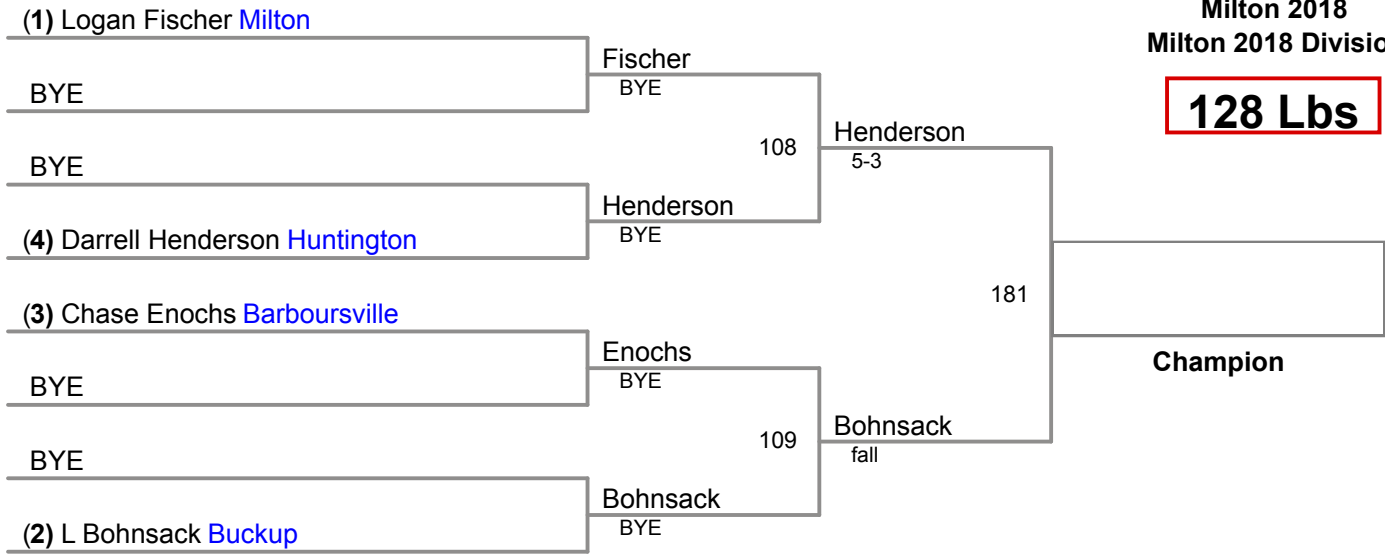 Milton 2018
Milton 2018 Divisio
128 Lbs
(1) Logan Fischer Milton
BYE
BYE
(4) Darrell Henderson Huntington
(3) Chase Enochs Barboursville
BYE
BYE
(2) L Bohnsack Buckup
Fischer
BYE
Henderson
BYE
Enochs
BYE
Bohnsack
BYE
108
109
Henderson
5-3
Bohnsack
fall
181
Champion